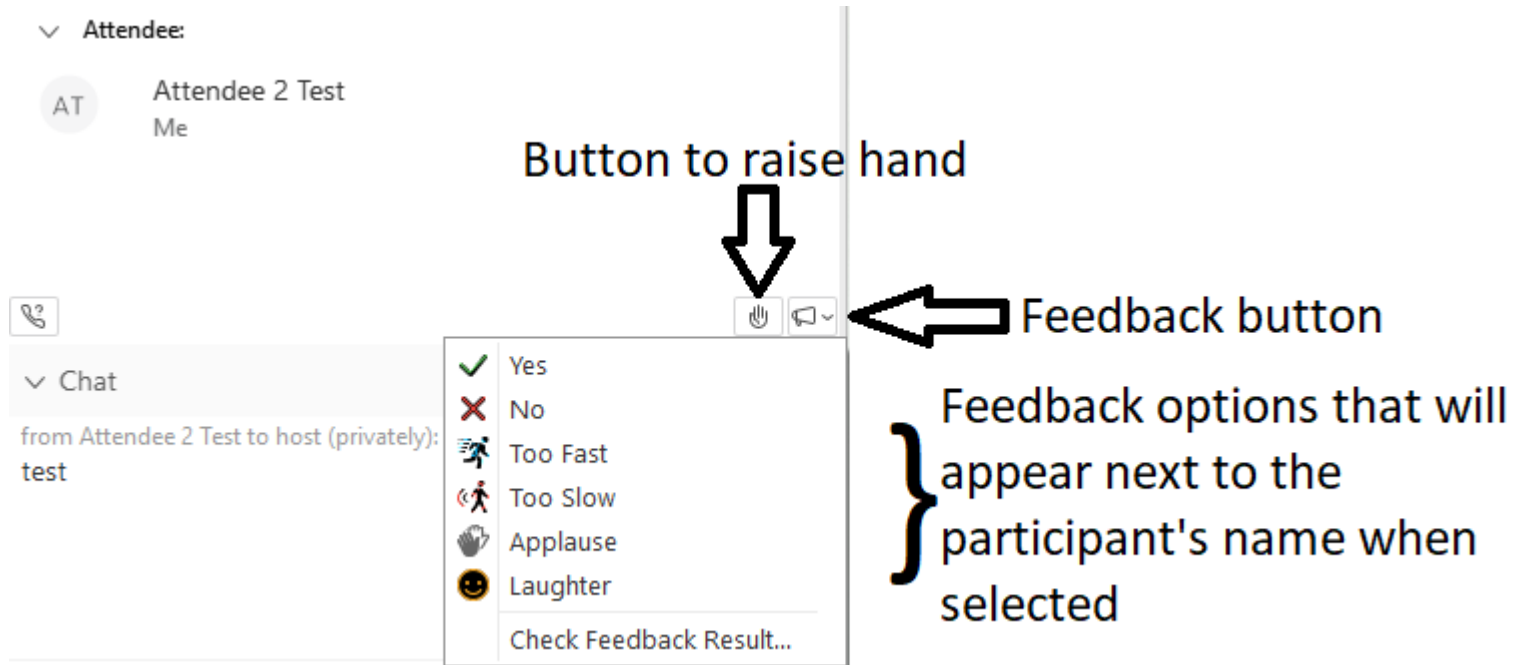 Attendee:
AT
Attendee 2 Test
Me
Button to raise hand
Feedback button
Chat
from Attendee 2 Test to host (privately):
test
Yes
No
Too Fast
Too Slow
Applause
Laughter
Check Feedback Result...
Feedback options that will
appear next to the
participant's name when
selected